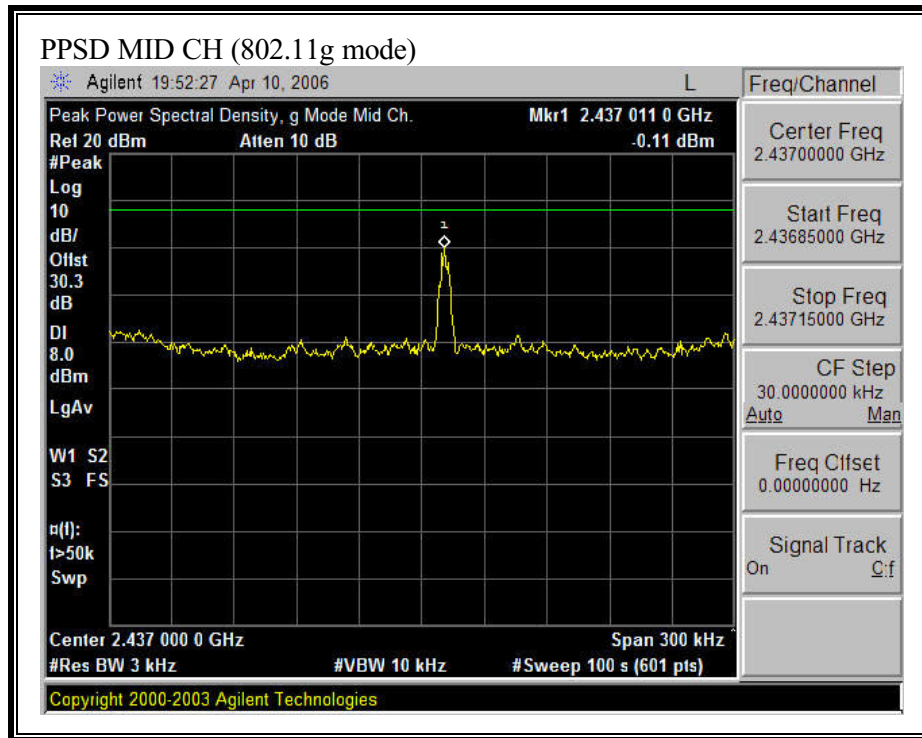 PPSD MID CH (802.11g mode)
Agilent 19:52:27 Apr 10, 2006 L
Freq/Channel
Peak Power Spectral Density, g Mode Mid Ch. Mkr1 2.437 011 0 GHz
Ref 20 dBm Atten 10 dB -0.11 dBm
#Peak
Log
10
dB/
Offst
30.3
dB
DI
8.0
dBm
LgAv
W1 S2
S3 FS
¤(f):
f>50k
Swp
1
Center 2.437 000 0 GHz Span 300 kHz
#Res BW 3 kHz #VBW 10 kHz #Sweep 100 s (601 pts)
Copyright 2000-2003 Agilent Technologies
Center Freq
2.43700000 GHz
Start Freq
2.43685000 GHz
Stop Freq
2.43715000 GHz
CF Step
30.0000000 kHz
Auto Man
Freq Offset
0.00000000 Hz
Signal Track
On Off